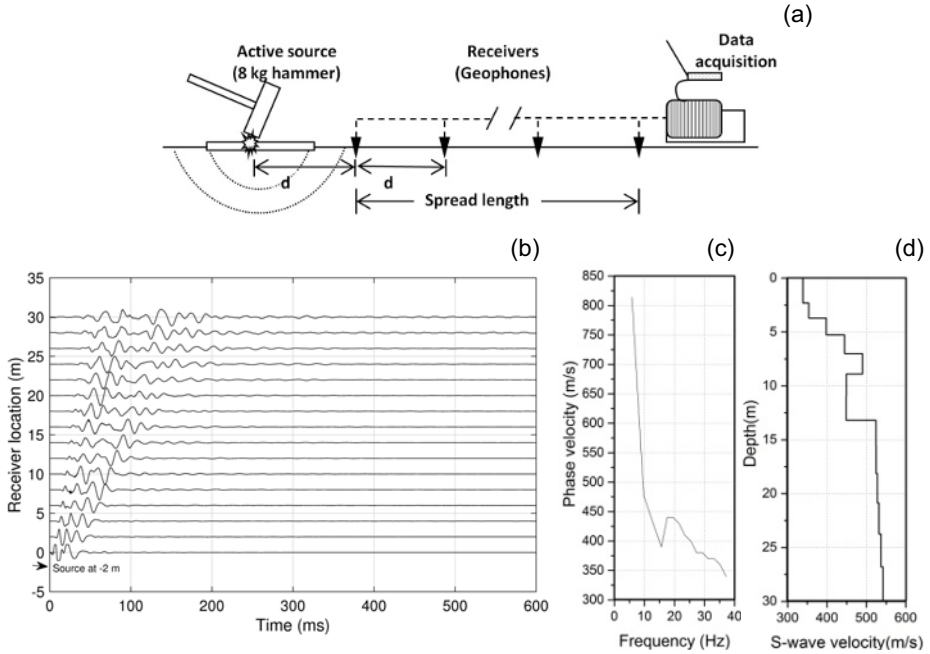 (a)
Active source
(8 kg hammer)
Receivers
(Geophones)
Data
acquisition
d
d
Spread length
(b)
35
30
25
20
15
10
5
0
-5
Receiver location (m)
Source at -2 m
0
100
200
300
400
500
600
Time (ms)
(c)
850
800
750
700
650
600
550
500
450
400
350
300
Phase velocity (m/s)
0
10
20
30
40
Frequency (Hz)
(d)
0
5
10
15
20
25
30
Depth(m)
300
400
500
600
S-wave velocity(m/s)